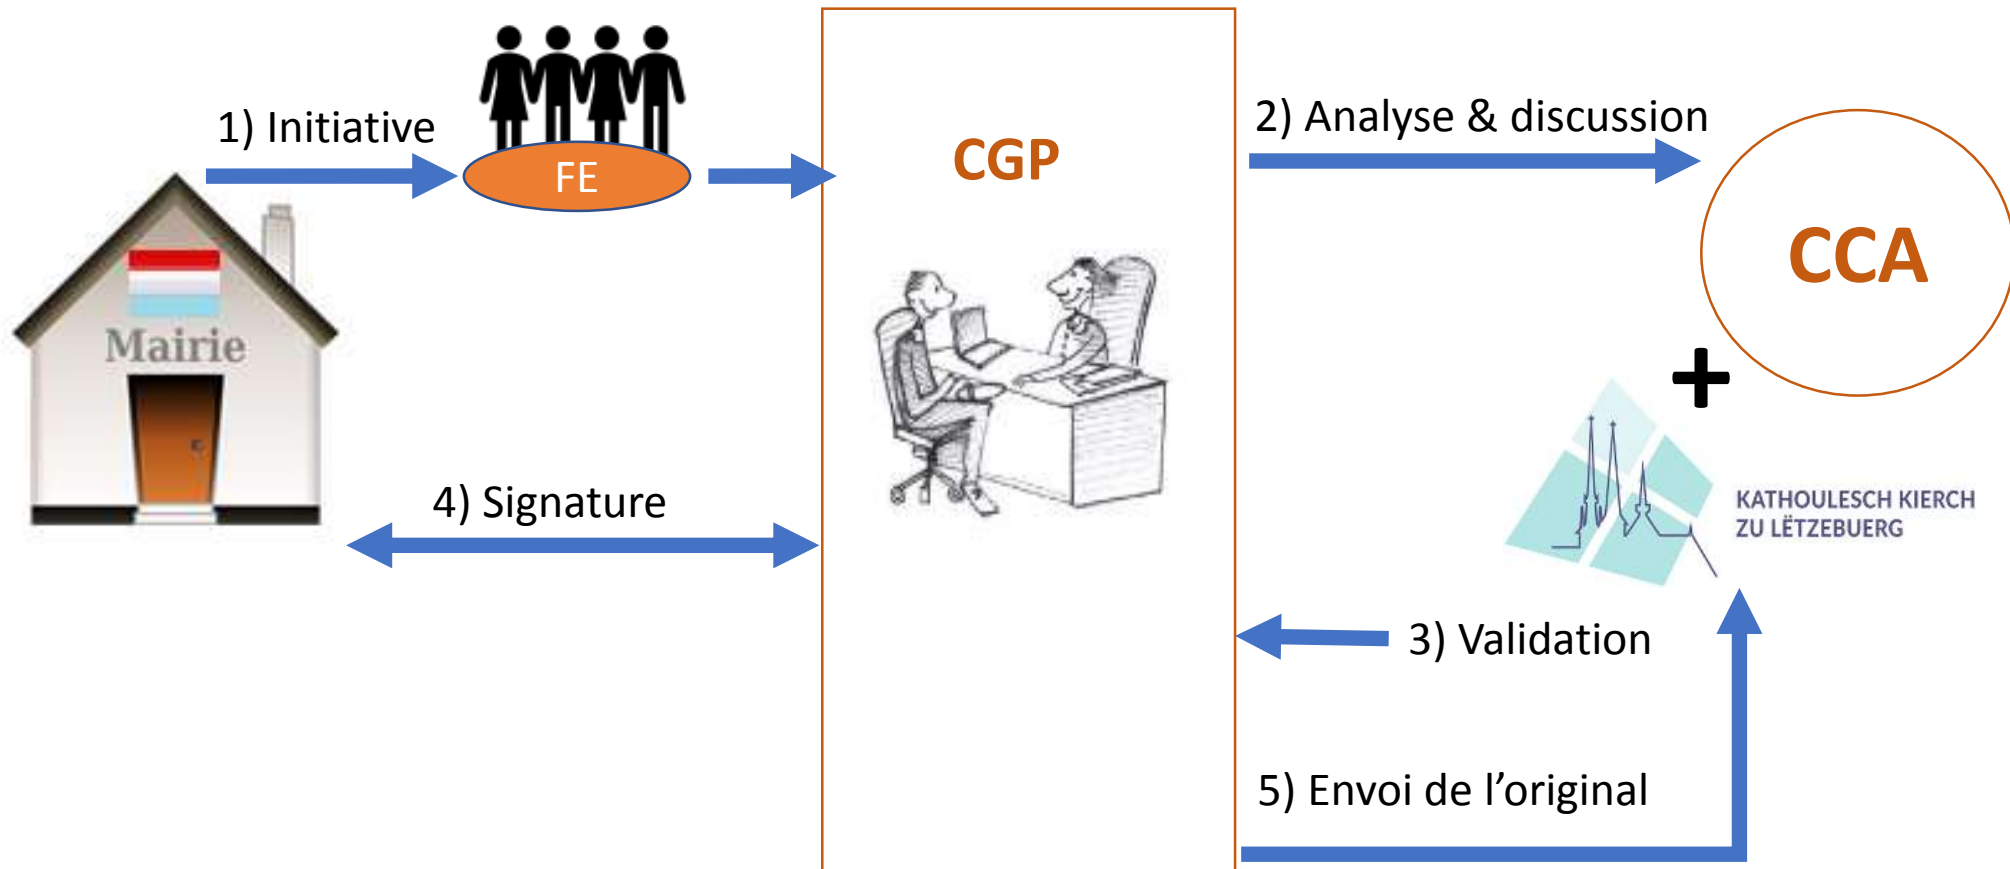 1) Initiative
FE
CGP
2) Analyse & discussion
CCA
Mairie
+
KATHOULESCH KIERCH
ZU LËTZEBUERG
4) Signature
3) Validation
5) Envoi de l’original